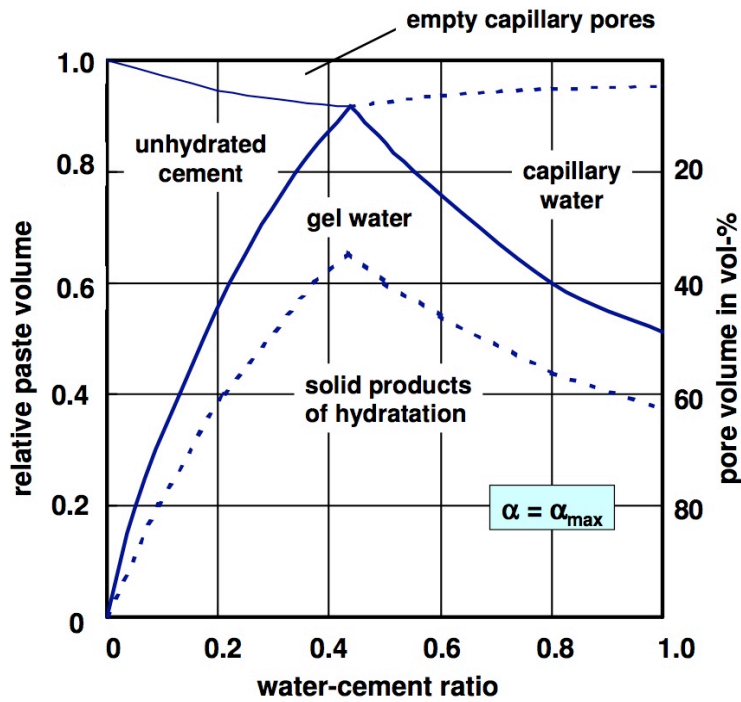 empty capillary pores
1.0
unhydrated
cement
capillary
water
0.8
20
gel water
relative paste volume
pore volume in vol-%
0.6
40
solid products
of hydratation
0.4
60
0.2
α = αmax
80
0
0
0.2
0.4
0.6
0.8
1.0
water-cement ratio